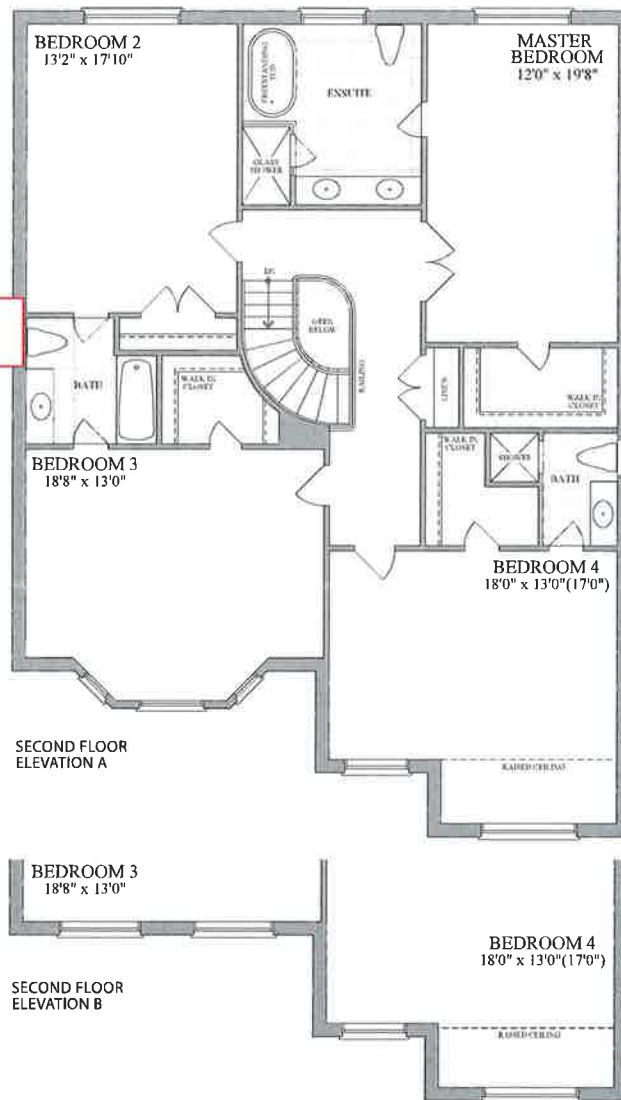 BEDROOM 2
13'2" x 17'10"
FREESTANDING
TUB
ENSUITE
MASTER
BEDROOM
12'0" x 19'8"
GLASS
SHOWER
DN
OPEN
BELOW
RAILING
BATH
WALK IN
CLOSET
LINEN
WALK IN
CLOSET
WALK IN
CLOSET
SHOWER
BATH
BEDROOM 3
18'8" x 13'0"
BEDROOM 4
18'0" x 13'0"(17'0")
RAISED CEILING
SECOND FLOOR
ELEVATION A
BEDROOM 3
18'8" x 13'0"
BEDROOM 4
18'0" x 13'0"(17'0")
RAISED CEILING
SECOND FLOOR
ELEVATION B